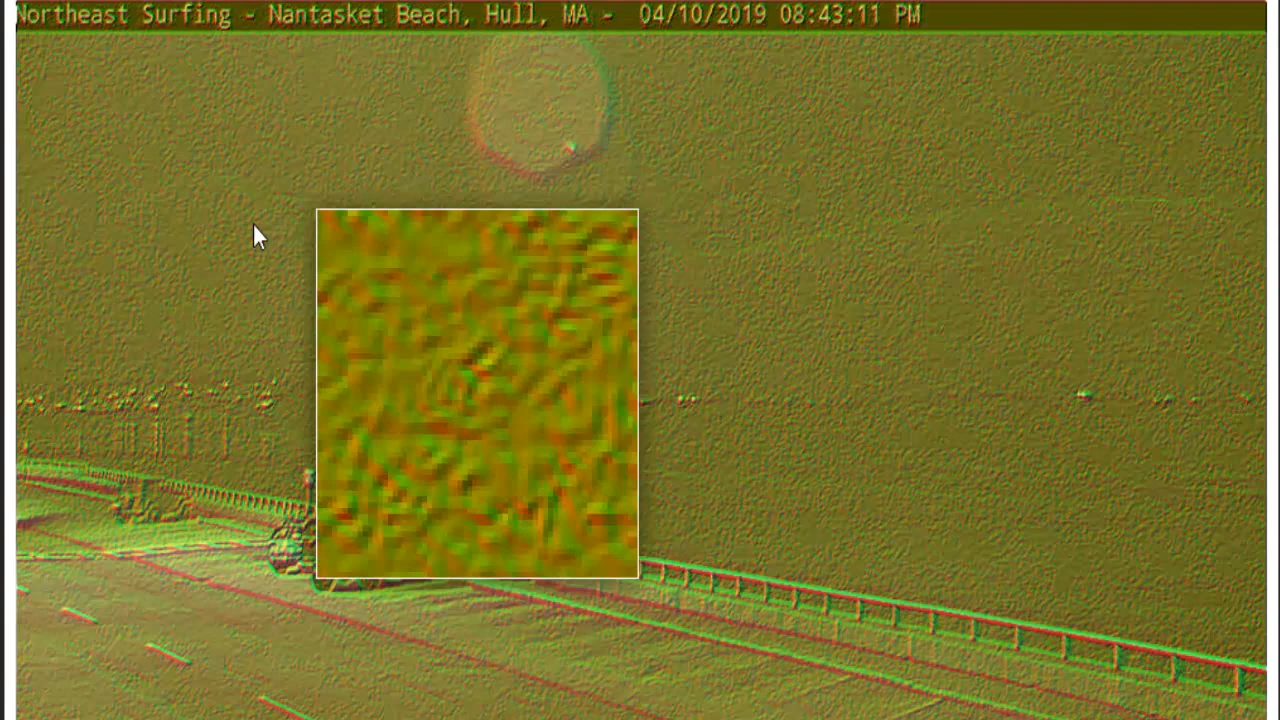 Northeast Surfing - Nantasket Beach, Hull, MA - 04/10/2019 08:43:11 PM